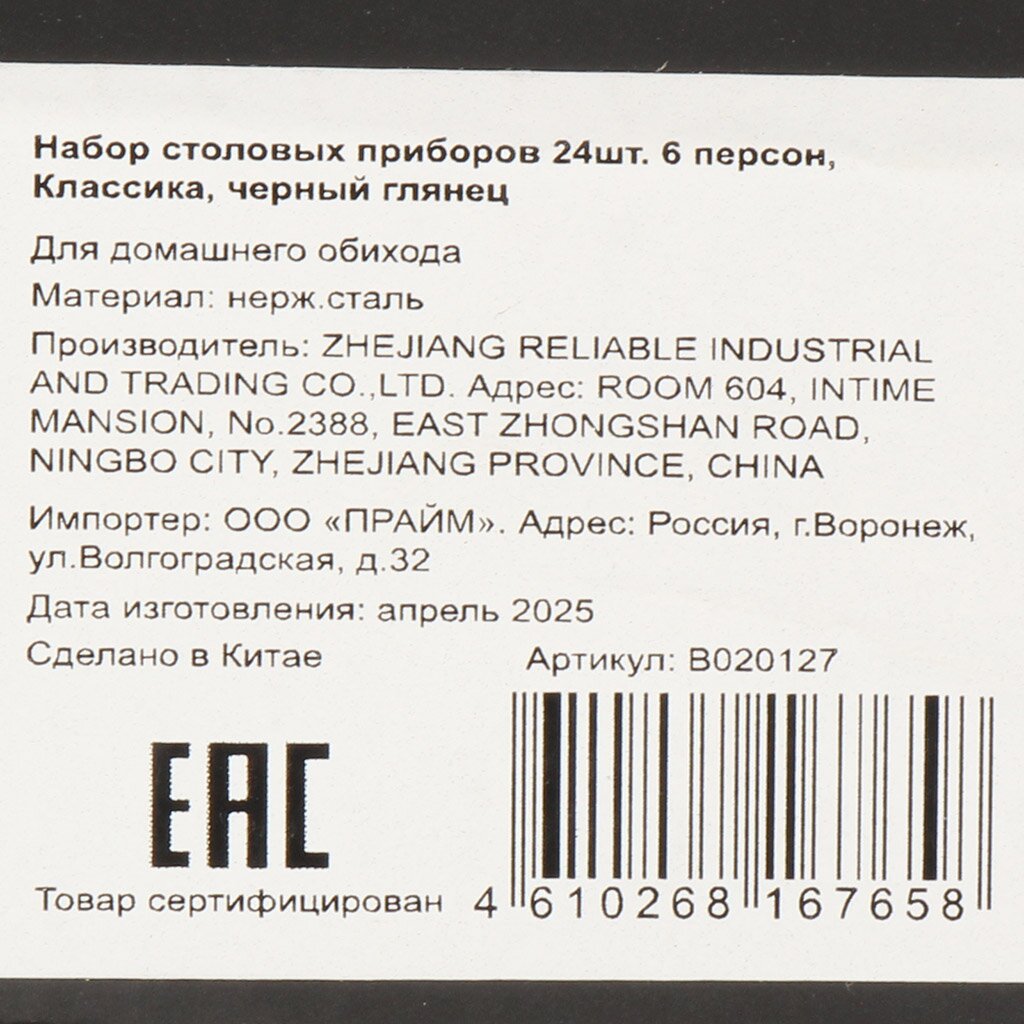 Набор столовых приборов 24шт. 6 персон,
Классика, черный глянец
Для домашнего обихода
Материал: нерж.сталь
Производитель: ZHEJIANG RELIABLE INDUSTRIAL
AND TRADING CO.,LTD. Адрес: ROOM 604, INTIME
MANSION, No.2388, EAST ZHONGSHAN ROAD,
NINGBO CITY, ZHEJIANG PROVINCE, CHINA
Импортер: ООО «ПРАЙМ». Адрес: Россия, г.Воронеж,
ул.Волгоградская, д.32
Дата изготовления: апрель 2025
Сделано в Китае
Артикул: B020127
EAC
Товар сертифицирован
4 610268 167658